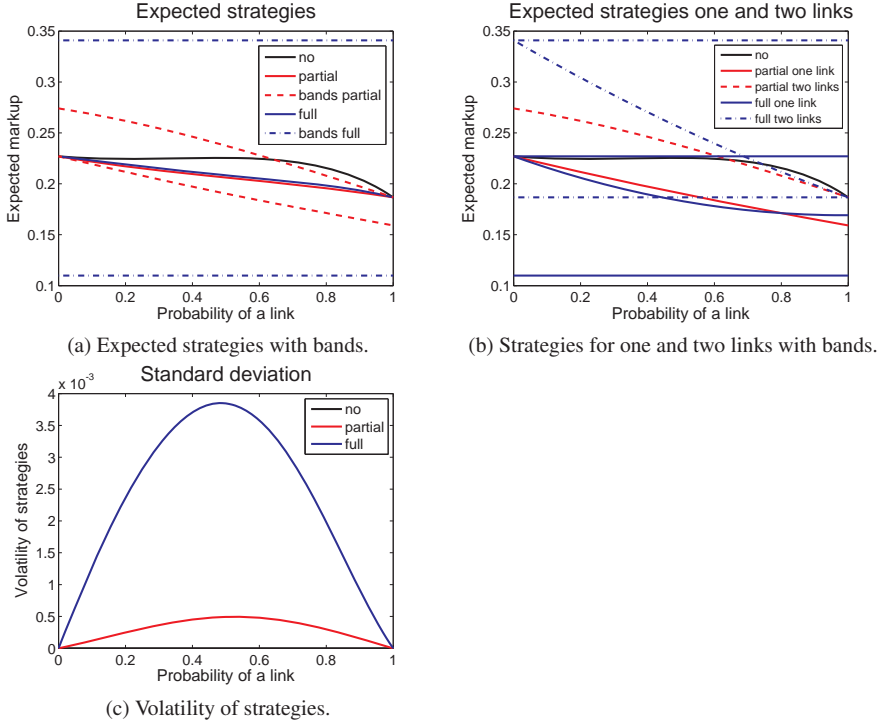 Expected strategies
0.35
0.3
0.25
0.2
0.15
0.1
Expected markup
no
partial
bands partial
full
bands full
0 0.2 0.4 0.6 0.8 1
Probability of a link
(a) Expected strategies with bands.
Expected strategies one and two links
0.35
0.3
0.25
0.2
0.15
0.1
Expected markup
no
partial one link
partial two links
full one link
full two links
0 0.2 0.4 0.6 0.8 1
Probability of a link
(b) Strategies for one and two links with bands.
Standard deviation
x 10⁻³
4
3.5
3
2.5
2
1.5
1
0.5
0
Volatility of strategies
no
partial
full
0 0.2 0.4 0.6 0.8 1
Probability of a link
(c) Volatility of strategies.